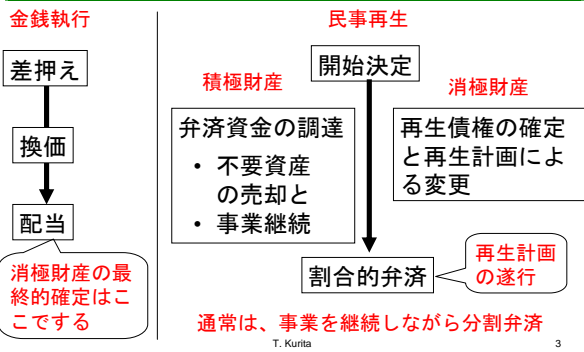 金銭執行
差押え
換価
配当
消極財産の最
終的確定はこ
こでする
民事再生
開始決定
積極財産
消極財産
弁済資金の調達
• 不要資産
の売却と
• 事業継続
再生債権の確定
と再生計画によ
る変更
割合的弁済
再生計画
の遂行
通常は、事業を継続しながら分割弁済
T. Kurita
3